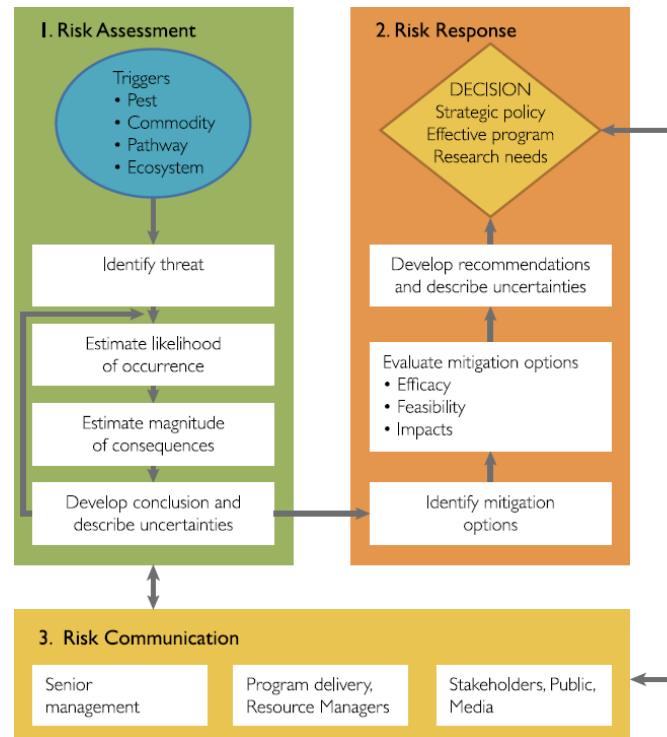 1. Risk Assessment
Triggers
• Pest
• Commodity
• Pathway
• Ecosystem
Identify threat
Estimate likelihood
of occurrence
Estimate magnitude
of consequences
Develop conclusion and
describe uncertainties
2. Risk Response
DECISION
Strategic policy
Effective program
Research needs
Develop recommendations
and describe uncertainties
Evaluate mitigation options
• Efficacy
• Feasibility
• Impacts
Identify mitigation
options
3. Risk Communication
Senior
management
Program delivery,
Resource Managers
Stakeholders, Public,
Media